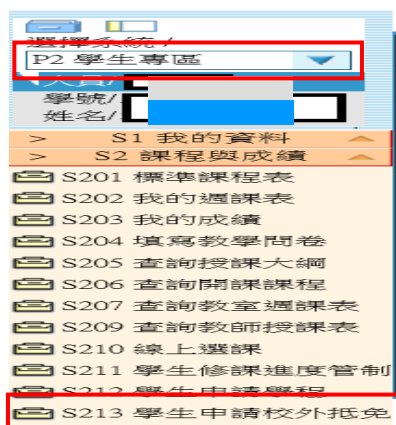 選擇系統 /
P2 學生專區
人員/
學號/
姓名/
> S1 我的資料
> S2 課程與成績
S201 標準課程表
S202 我的週課表
S203 我的成績
S204 填寫教學問卷
S205 查詢授課大綱
S206 查詢開課課程
S207 查詢教室週課表
S209 查詢教師授課表
S210 線上選課
S211 學生修課進度管制
S212 學生申請學程
S213 學生申請校外抵免